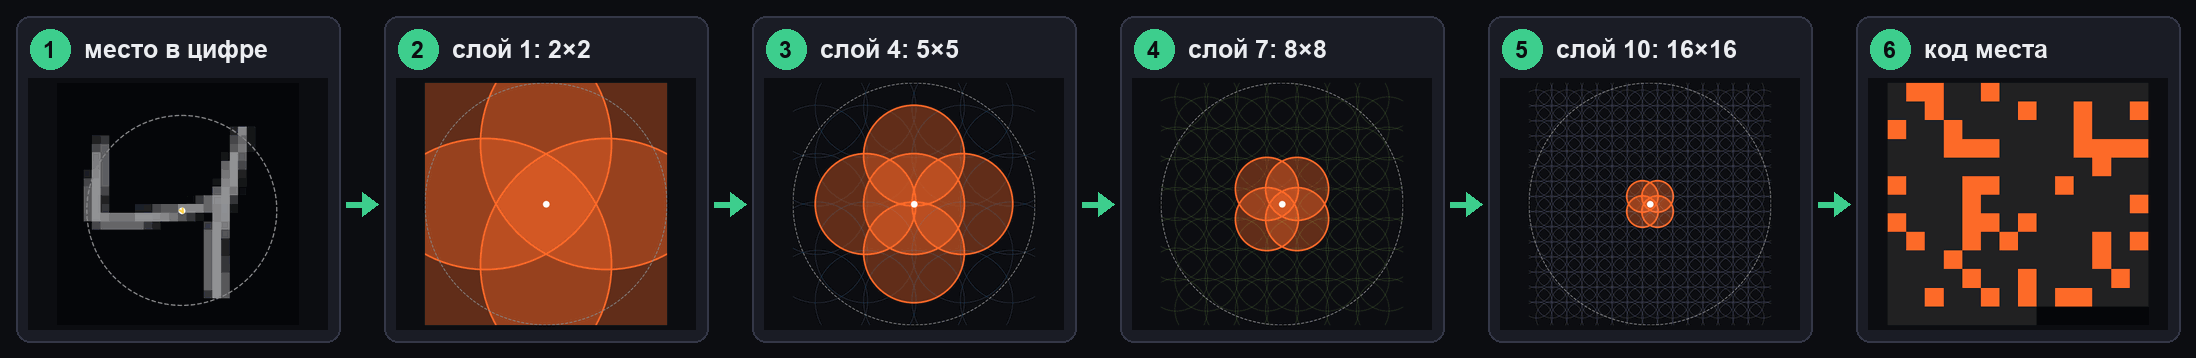 1 место в цифре
2 слой 1: 2×2
3 слой 4: 5×5
4 слой 7: 8×8
5 слой 10: 16×16
6 код места